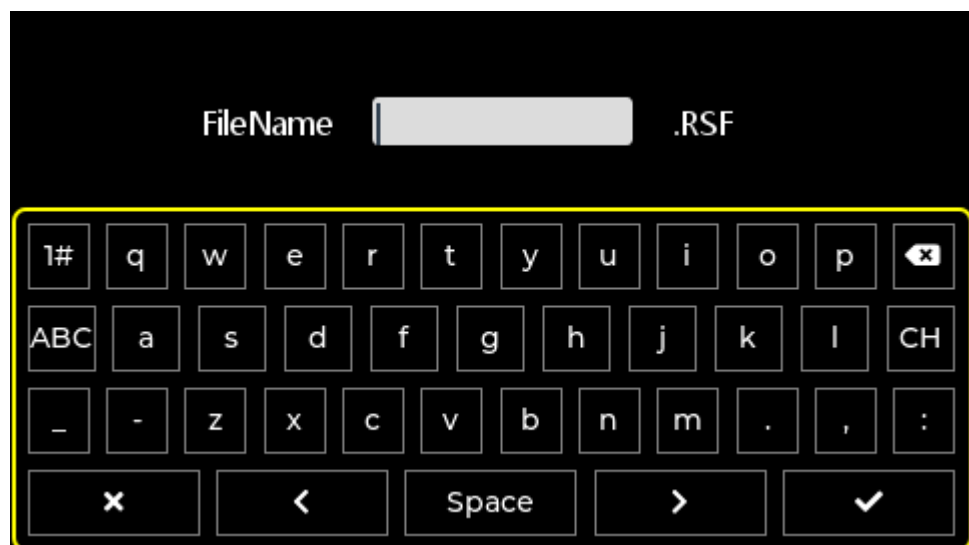 FileName .RSF
1# q w e r t y u i o p
ABC a s d f g h j k l CH
_ - z x c v b n m . , :
Space